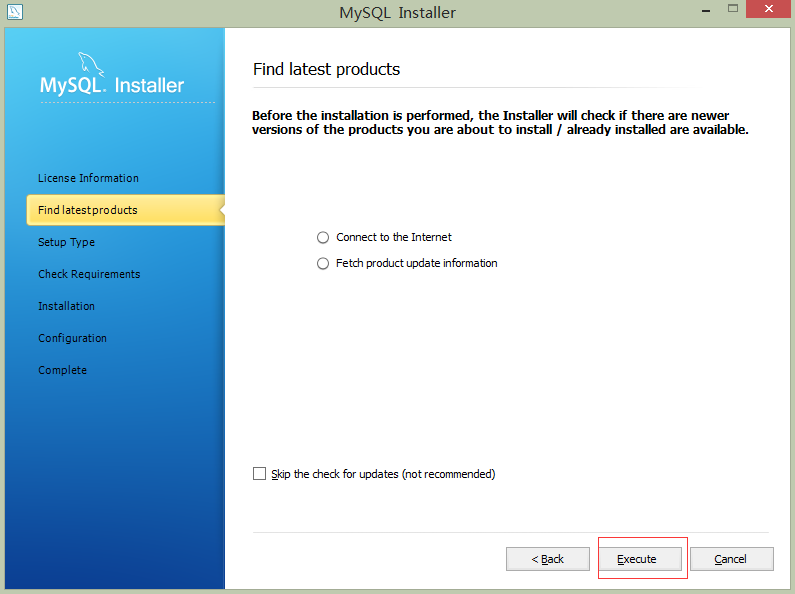 MySQL Installer
MySQL. Installer
License Information
Find latest products
Setup Type
Check Requirements
Installation
Configuration
Complete
Find latest products
Before the installation is performed, the Installer will check if there are newer
versions of the products you are about to install / already installed are available.
Connect to the Internet
Fetch product update information
Skip the check for updates (not recommended)
< Back
Execute
Cancel